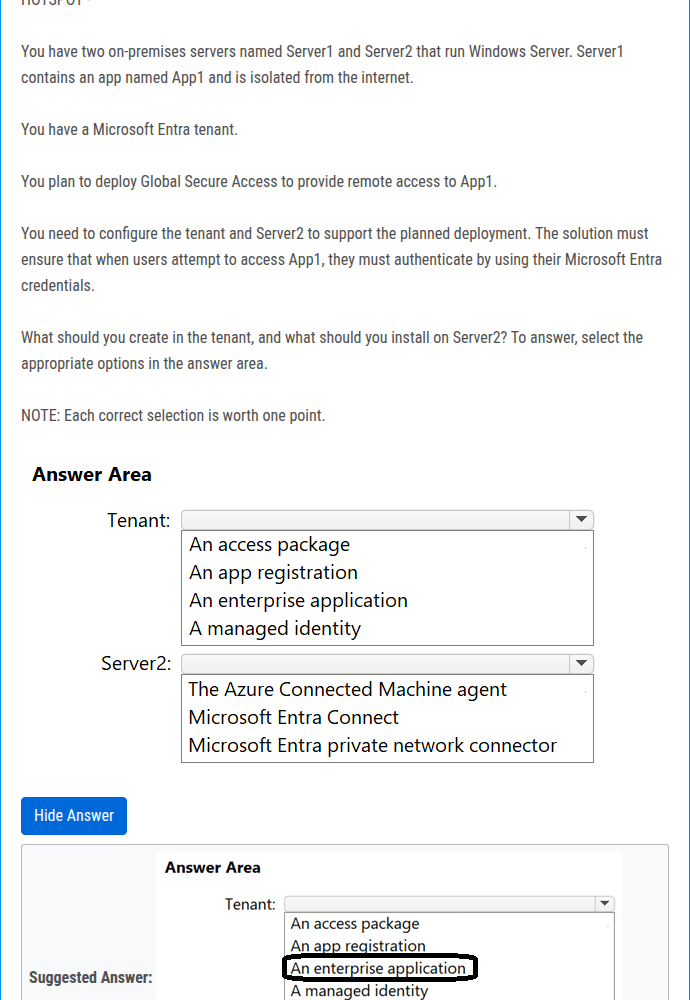 HOTSPOT -
You have two on-premises servers named Server1 and Server2 that run Windows Server. Server1
contains an app named App1 and is isolated from the internet.
You have a Microsoft Entra tenant.
You plan to deploy Global Secure Access to provide remote access to App1.
You need to configure the tenant and Server2 to support the planned deployment. The solution must
ensure that when users attempt to access App1, they must authenticate by using their Microsoft Entra
credentials.
What should you create in the tenant, and what should you install on Server2? To answer, select the
appropriate options in the answer area.
NOTE: Each correct selection is worth one point.
Answer Area
Tenant:
An access package
An app registration
An enterprise application
A managed identity
Server2:
The Azure Connected Machine agent
Microsoft Entra Connect
Microsoft Entra private network connector
Hide Answer
Answer Area
Tenant:
An access package
An app registration
An enterprise application
Suggested Answer:
A managed identity